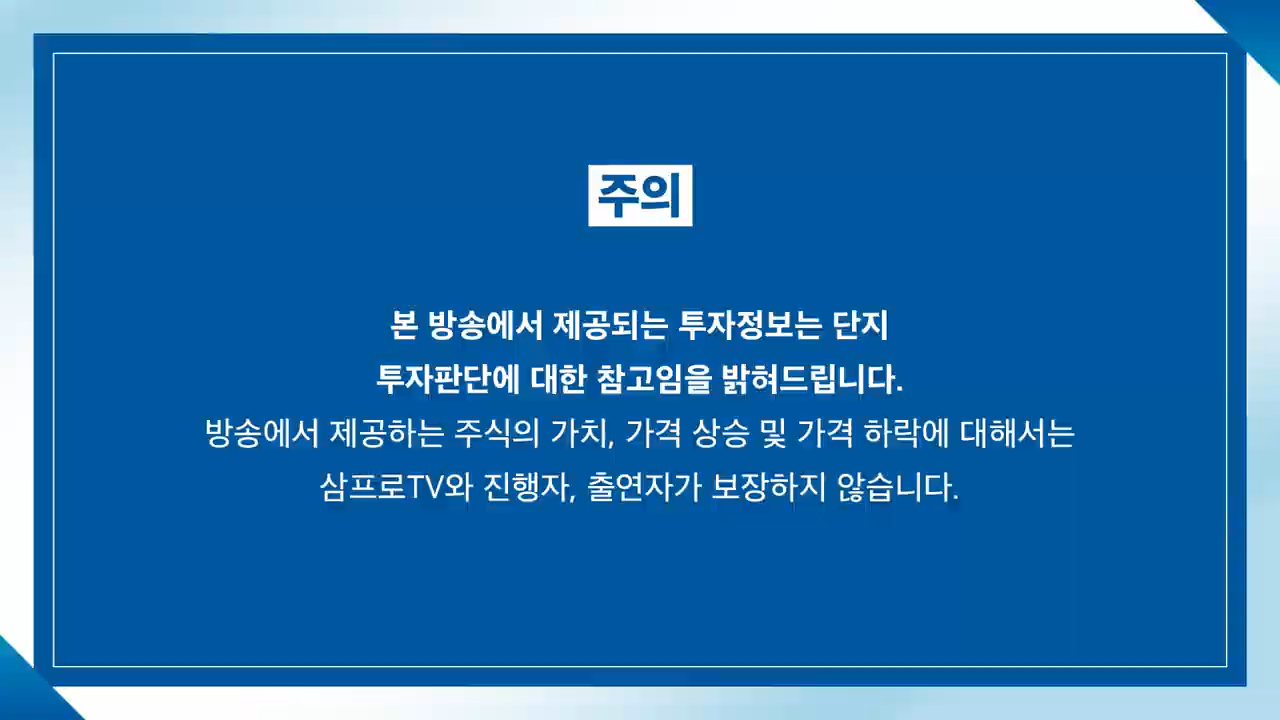 주의
본 방송에서 제공되는 투자정보는 단지
투자판단에 대한 참고임을 밝혀드립니다.
방송에서 제공하는 주식의 가치, 가격 상승 및 가격 하락에 대해서는
삼프로TV와 진행자, 출연자가 보장하지 않습니다.